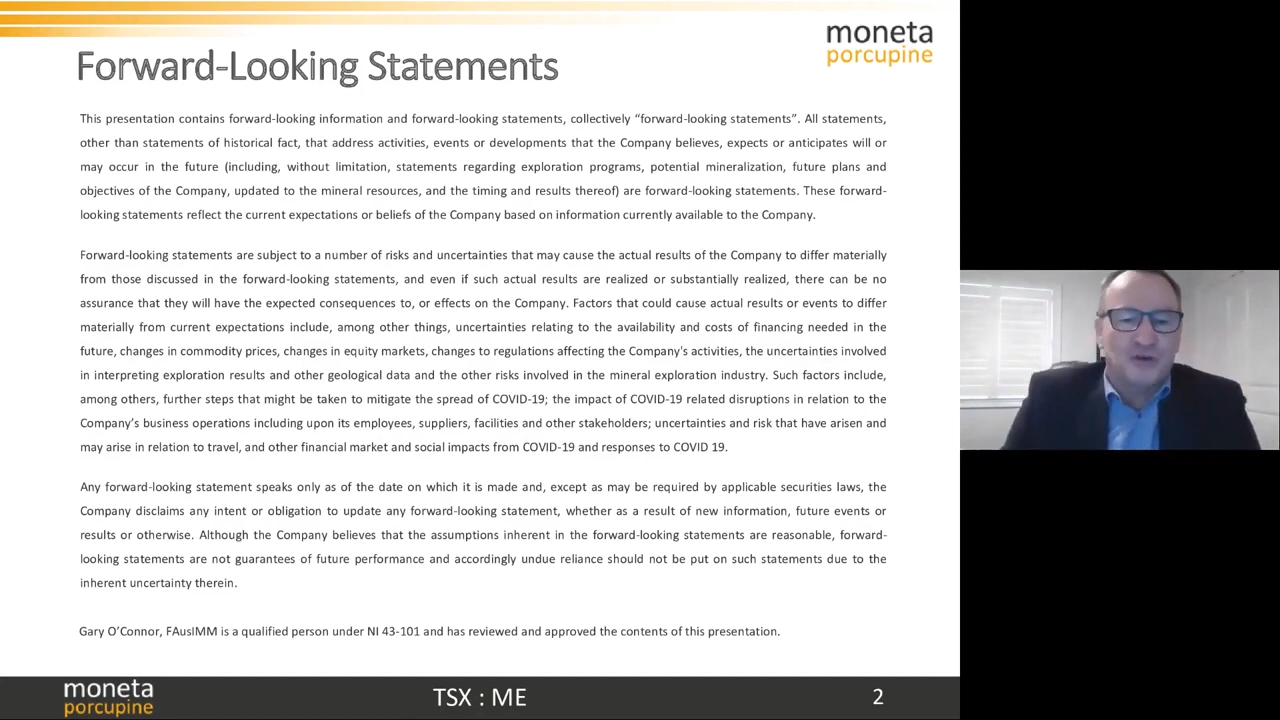 moneta
porcupine
Forward-Looking Statements
This presentation contains forward-looking information and forward-looking statements, collectively “forward-looking statements”. All statements,
other than statements of historical fact, that address activities, events or developments that the Company believes, expects or anticipates will or
may occur in the future (including, without limitation, statements regarding exploration programs, potential mineralization, future plans and
objectives of the Company, updated to the mineral resources, and the timing and results thereof) are forward-looking statements. These forward-
looking statements reflect the current expectations or beliefs of the Company based on information currently available to the Company.
Forward-looking statements are subject to a number of risks and uncertainties that may cause the actual results of the Company to differ materially
from those discussed in the forward-looking statements, and even if such actual results are realized or substantially realized, there can be no
assurance that they will have the expected consequences to, or effects on the Company. Factors that could cause actual results or events to differ
materially from current expectations include, among other things, uncertainties relating to the availability and costs of financing needed in the
future, changes in commodity prices, changes in equity markets, changes to regulations affecting the Company's activities, the uncertainties involved
in interpreting exploration results and other geological data and the other risks involved in the mineral exploration industry. Such factors include,
among others, further steps that might be taken to mitigate the spread of COVID-19; the impact of COVID-19 related disruptions in relation to the
Company’s business operations including upon its employees, suppliers, facilities and other stakeholders; uncertainties and risk that have arisen and
may arise in relation to travel, and other financial market and social impacts from COVID-19 and responses to COVID 19.
Any forward-looking statement speaks only as of the date on which it is made and, except as may be required by applicable securities laws, the
Company disclaims any intent or obligation to update any forward-looking statement, whether as a result of new information, future events or
results or otherwise. Although the Company believes that the assumptions inherent in the forward-looking statements are reasonable, forward-
looking statements are not guarantees of future performance and accordingly undue reliance should not be put on such statements due to the
inherent uncertainty therein.
Gary O’Connor, FAusIMM is a qualified person under NI 43-101 and has reviewed and approved the contents of this presentation.
moneta
porcupine
TSX : ME
2